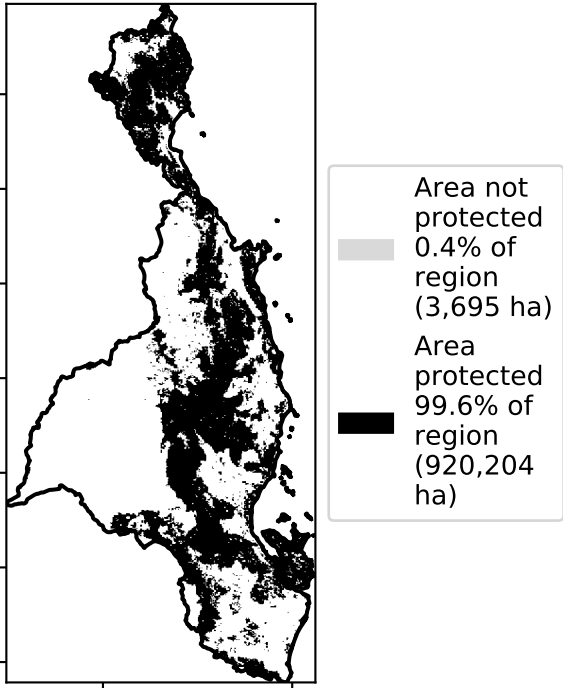 Area not
protected
0.4% of
region
(3,695 ha)
Area
protected
99.6% of
region
(920,204
ha)